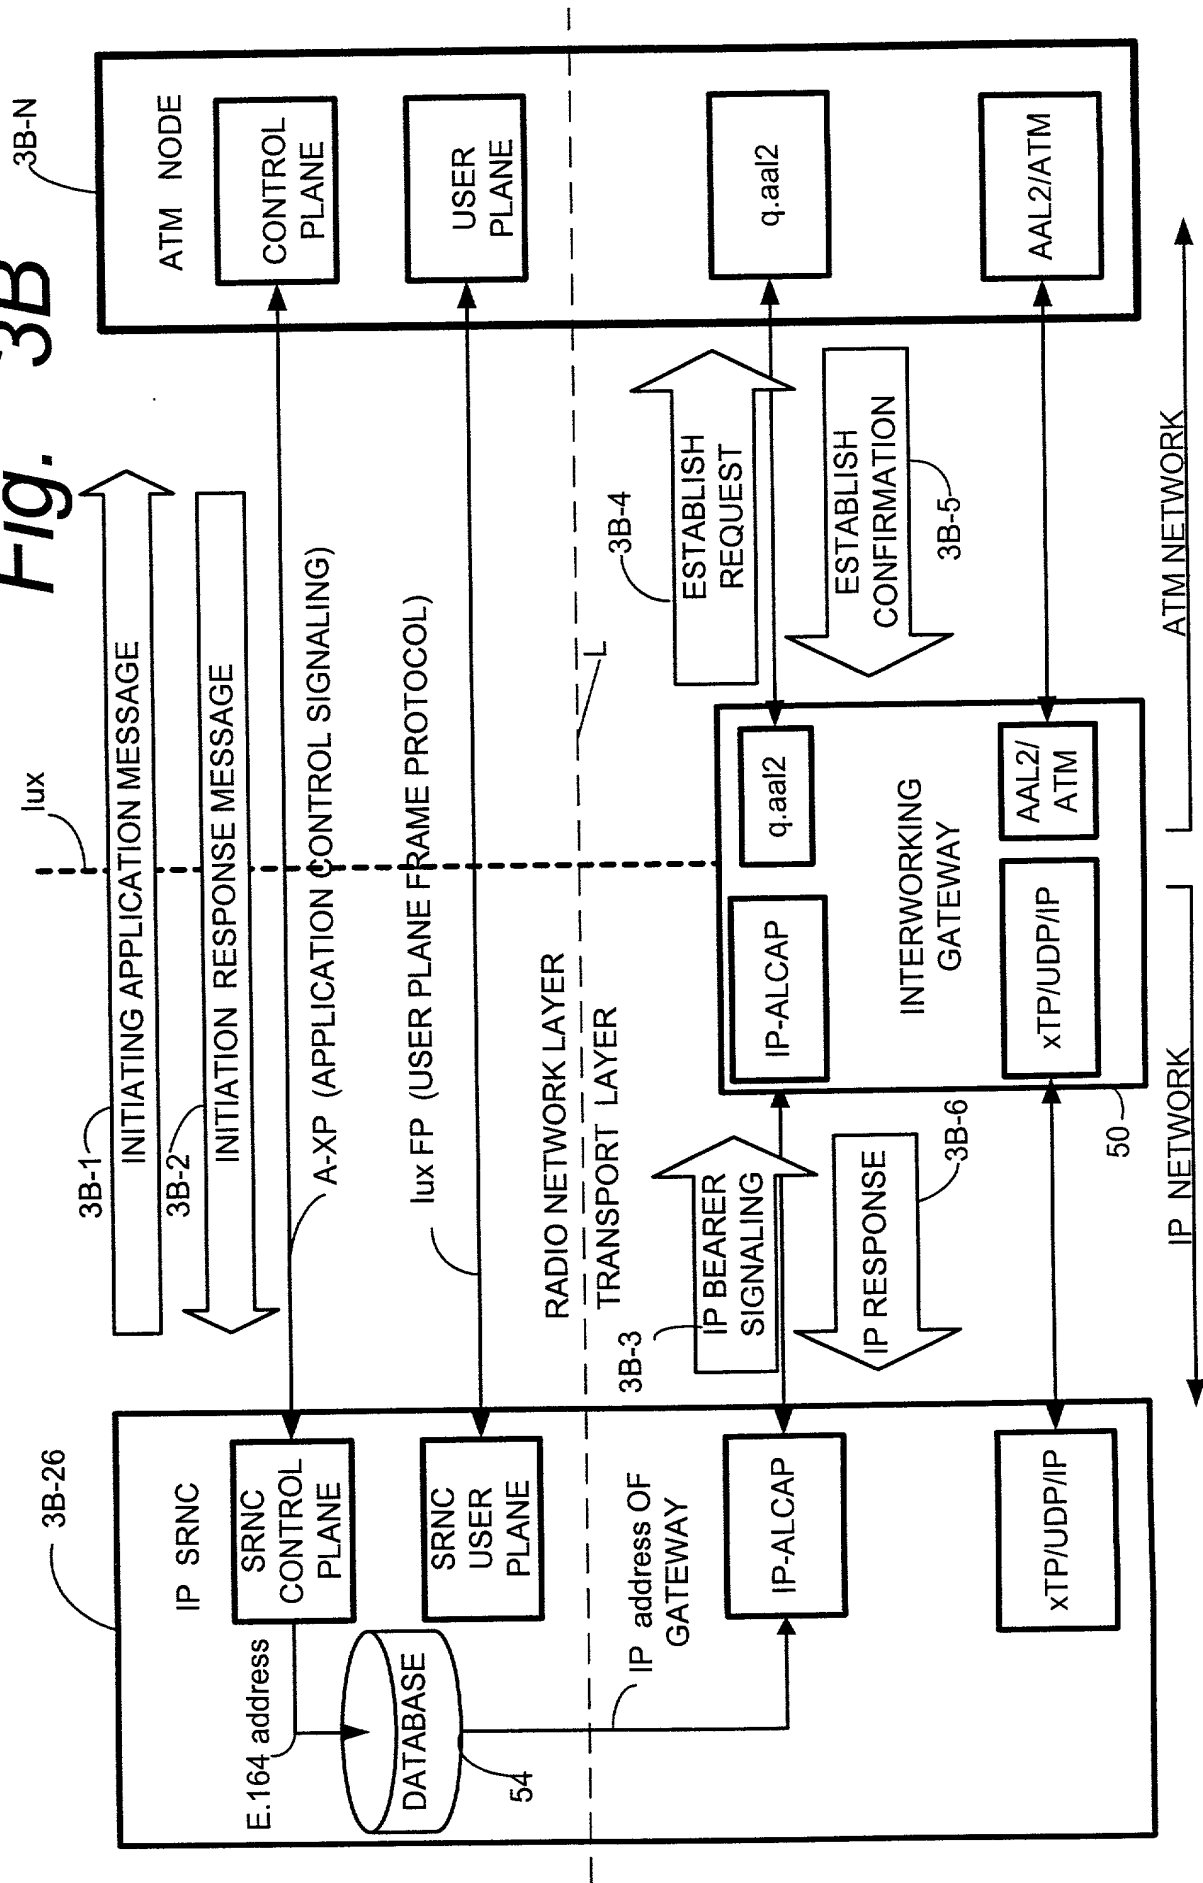 Fig. 3B
Iux
3B-1
INITIATING APPLICATION MESSAGE
3B-2
INITIATION RESPONSE MESSAGE
A-XP (APPLICATION CONTROL SIGNALING)
Iux FP (USER PLANE FRAME PROTOCOL)
3B-26
IP SRNC
SRNC
CONTROL
PLANE
E.164 address
DATABASE
54
SRNC
USER
PLANE
IP address OF
GATEWAY
IP-ALCAP
xTP/UDP/IP
RADIO NETWORK LAYER
TRANSPORT LAYER
L
3B-3
IP BEARER
SIGNALING
IP RESPONSE
3B-6
50
IP-ALCAP
q.aal2
INTERWORKING
GATEWAY
xTP/UDP/IP
AAL2/
ATM
3B-4
ESTABLISH
REQUEST
ESTABLISH
CONFIRMATION
3B-5
3B-N
ATM NODE
CONTROL
PLANE
USER
PLANE
q.aal2
AAL2/ATM
IP NETWORK
ATM NETWORK